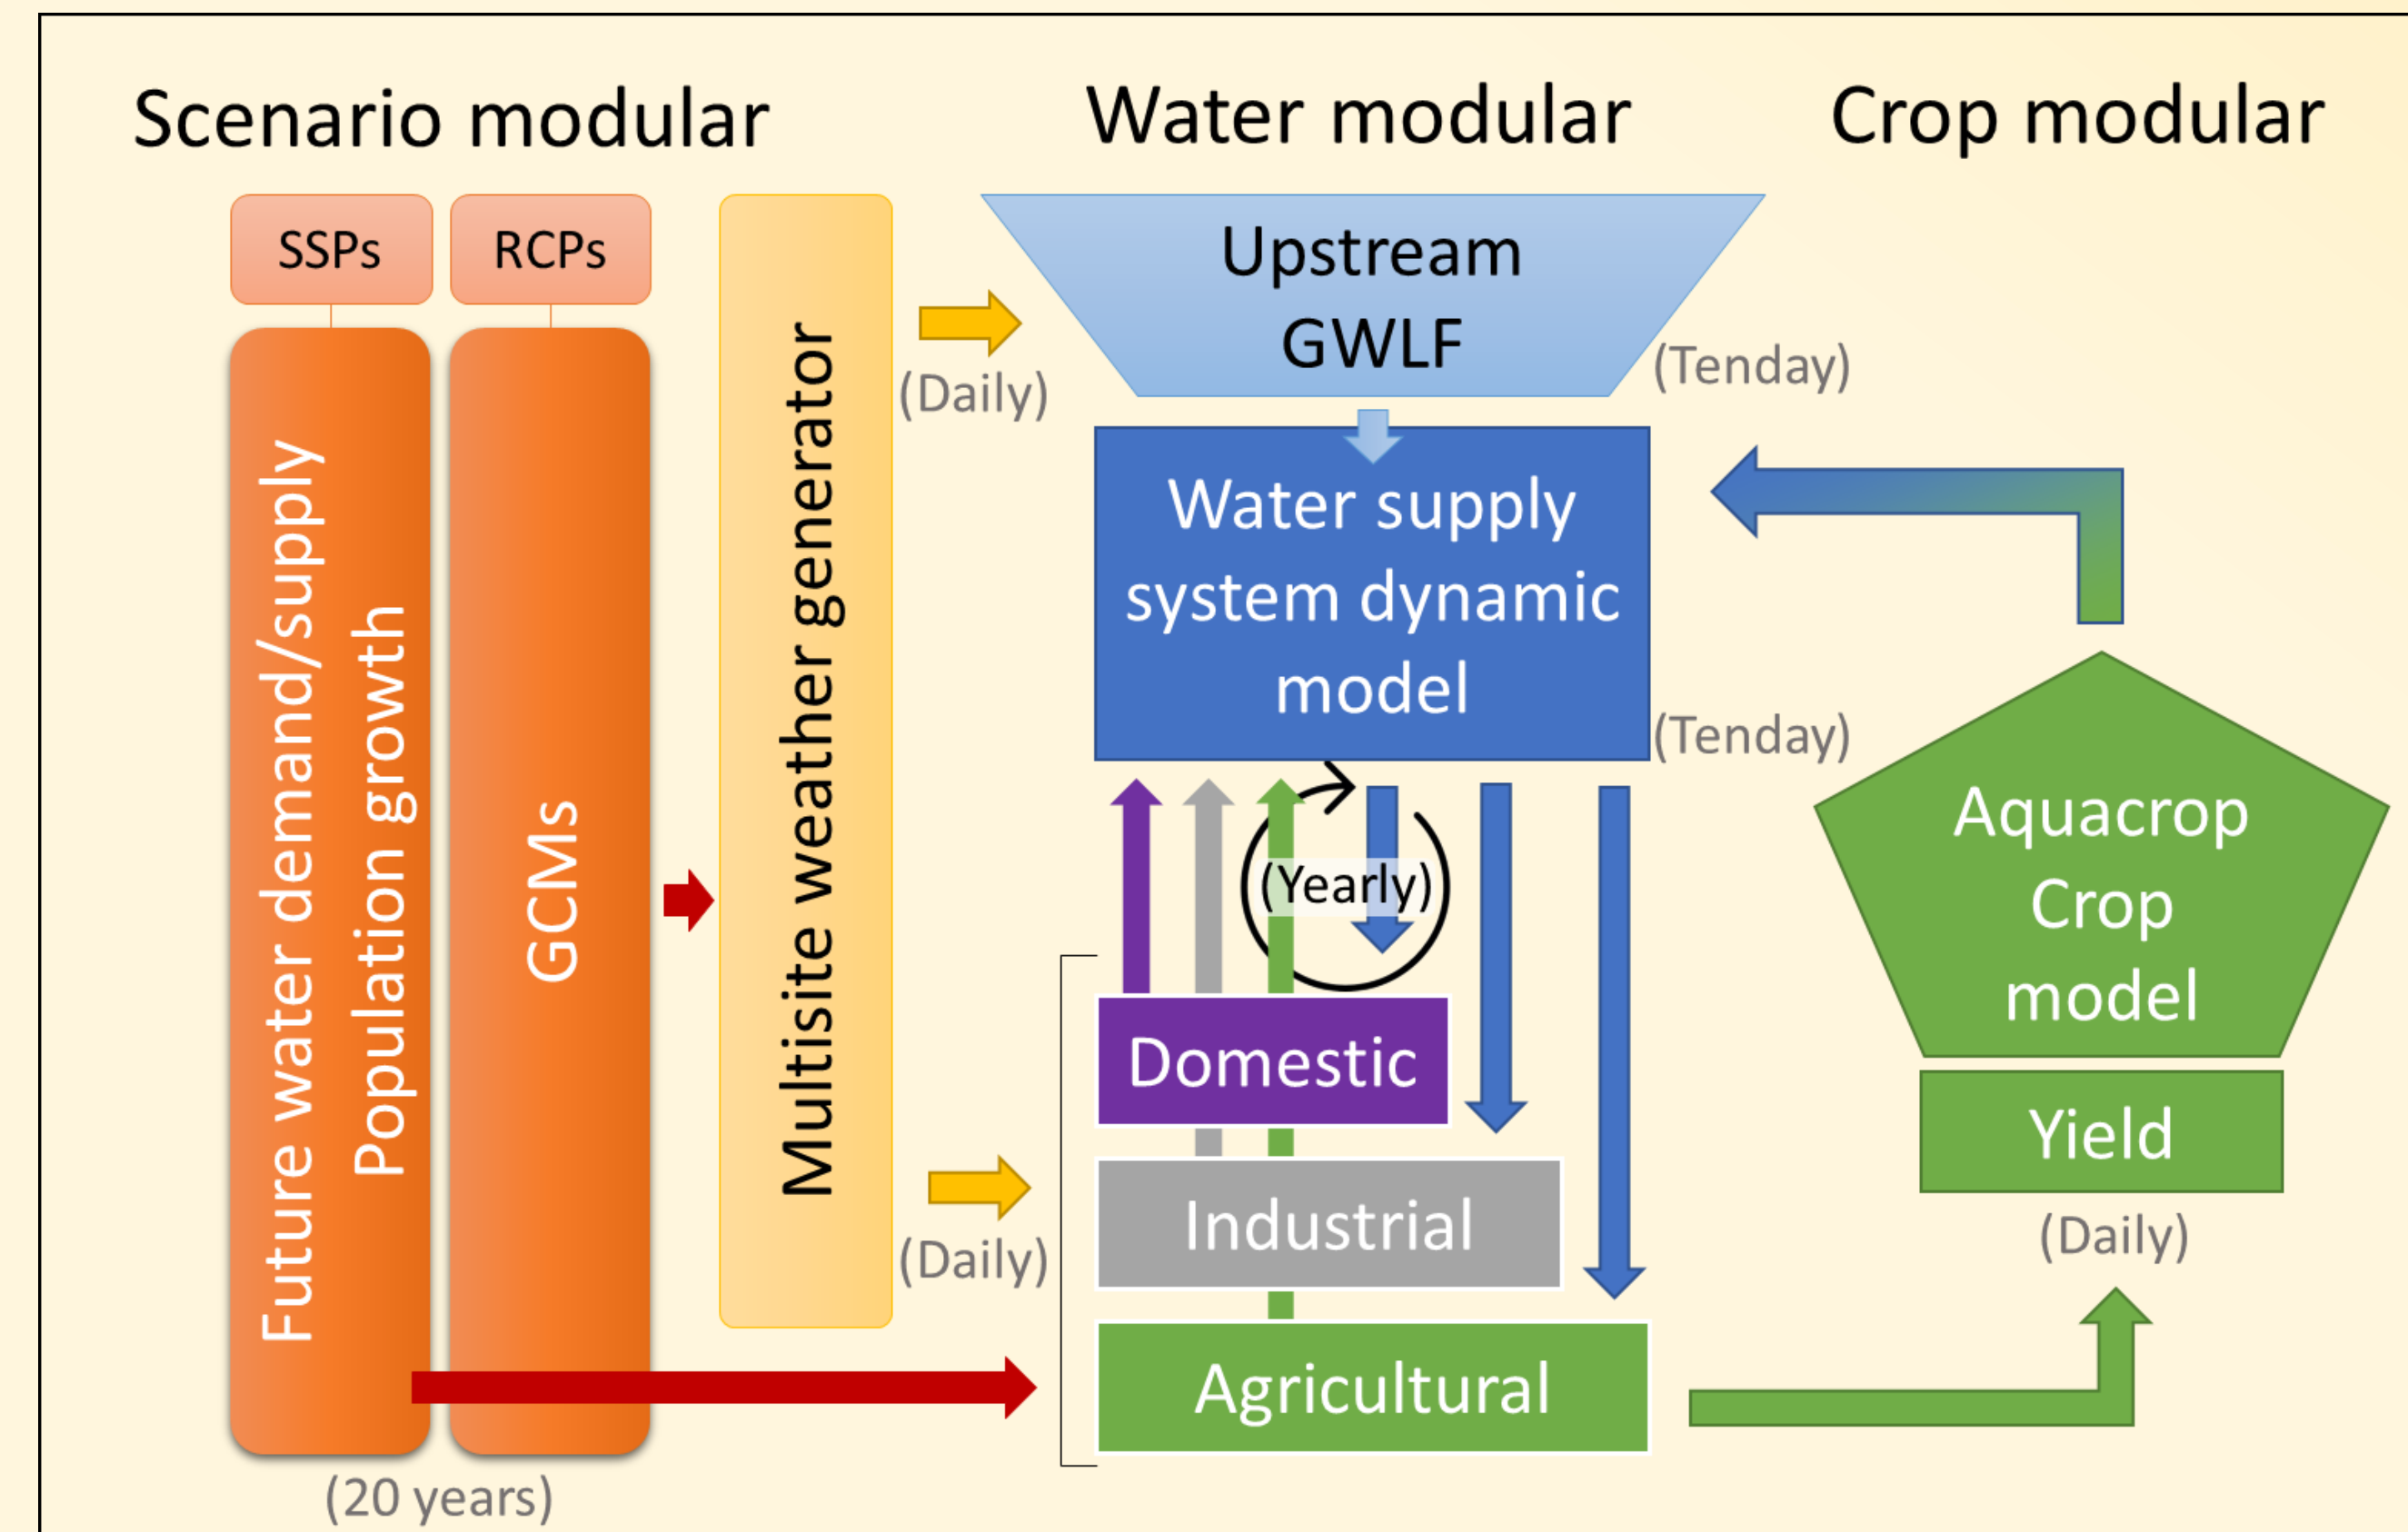 Scenario modular
Water modular
Crop modular
SSPs
RCPs
Future water demand/supply
Population growth
GCMs
(20 years)
Multisite weather generator
(Daily)
(Daily)
Upstream
GWLF
(Tenday)
Water supply
system dynamic
model
(Tenday)
(Yearly)
Domestic
Industrial
Agricultural
Aquacrop
Crop
model
Yield
(Daily)